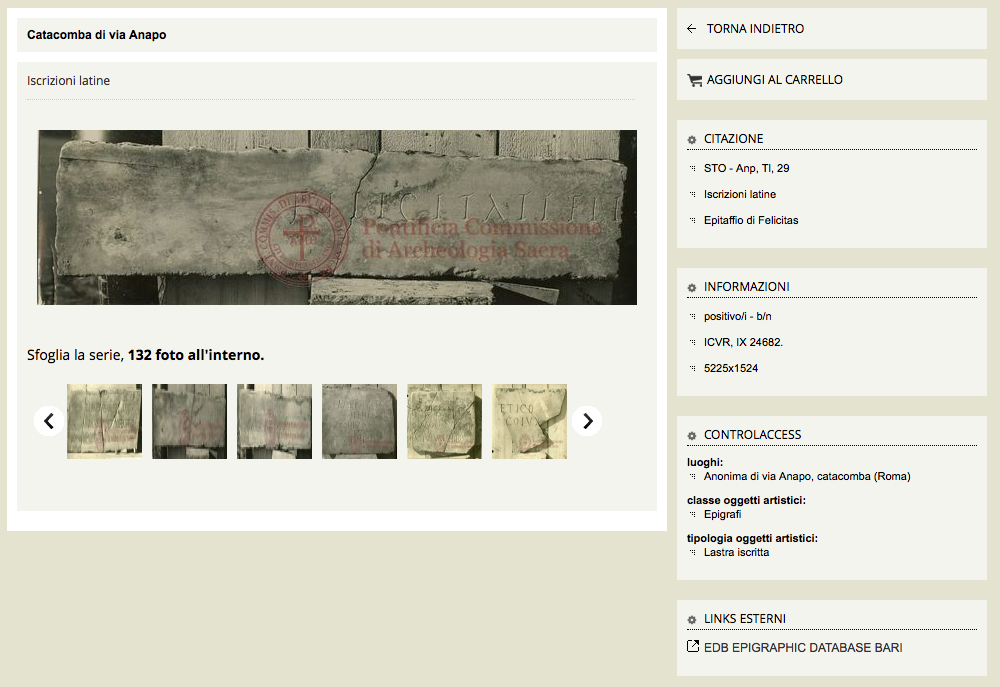 Catacomba di via Anapo
Iscrizioni latine
Pontificia Commissione
di Archeologia Sacra
Sfoglia la serie, 132 foto all'interno.
ETICO
COIVX
TORNA INDIETRO
AGGIUNGI AL CARRELLO
CITAZIONE
STO - Anp, TI, 29
Iscrizioni latine
Epitaffio di Felicitas
INFORMAZIONI
positivo/i - b/n
ICVR, IX 24682.
5225x1524
CONTROLACCESS
luoghi:
Anonima di via Anapo, catacomba (Roma)
classe oggetti artistici:
Epigrafi
tipologia oggetti artistici:
Lastra iscritta
LINKS ESTERNI
EDB EPIGRAPHIC DATABASE BARI